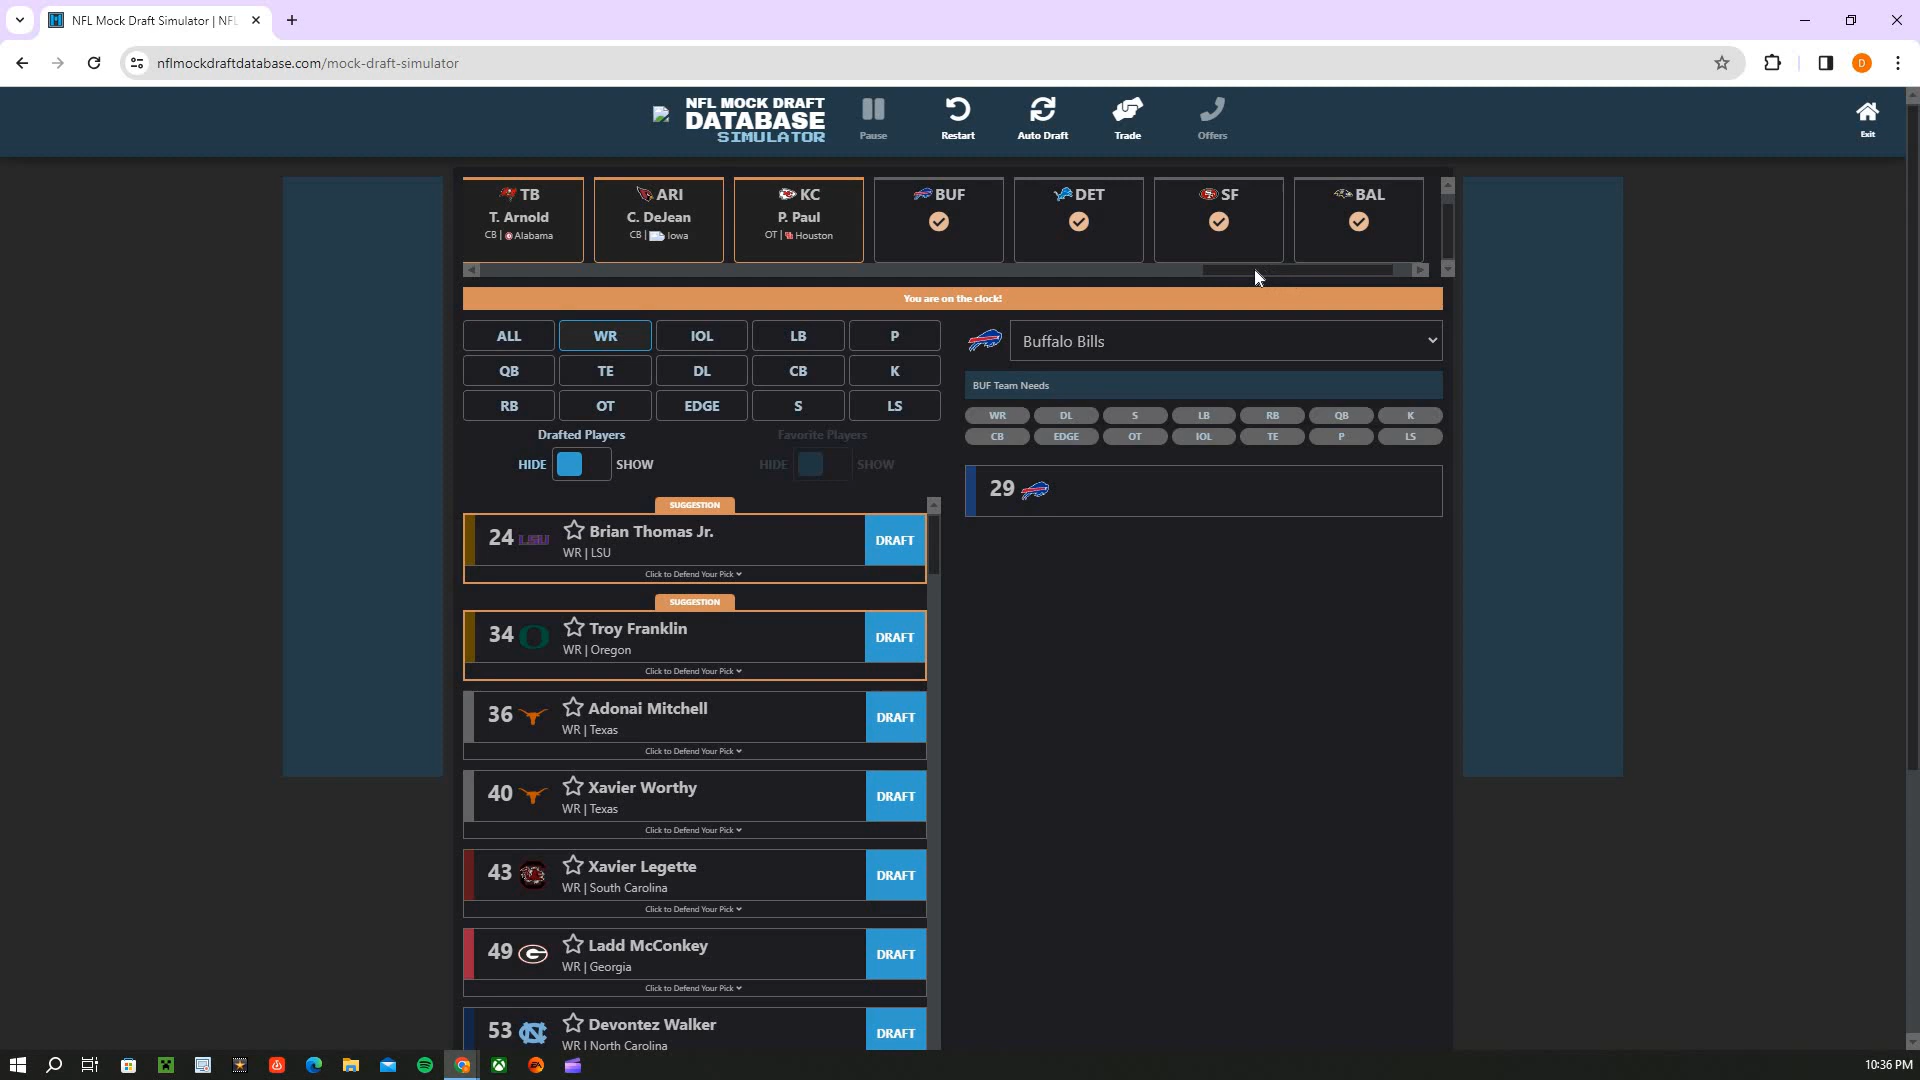 NFL Mock Draft Simulator | NFL
nflmockdraftdatabase.com/mock-draft-simulator
D
NFL MOCK DRAFT
DATABASE
SIMULATOR
Pause
Restart
Auto Draft
Trade
Offers
Exit
TB
T. Arnold
CB | Alabama
ARI
C. DeJean
CB | Iowa
KC
P. Paul
OT | Houston
BUF
DET
SF
BAL
You are on the clock!
ALL WR IOL LB P
QB TE DL CB K
RB OT EDGE S LS
Drafted Players
HIDE SHOW
Favorite Players
HIDE SHOW
Buffalo Bills
BUF Team Needs
WR DL S LB RB QB K
CB EDGE OT IOL TE P LS
29
SUGGESTION
24 LSU Brian Thomas Jr.
WR | LSU
DRAFT
Click to Defend Your Pick
SUGGESTION
34 Troy Franklin
WR | Oregon
DRAFT
Click to Defend Your Pick
36 Adonai Mitchell
WR | Texas
DRAFT
Click to Defend Your Pick
40 Xavier Worthy
WR | Texas
DRAFT
Click to Defend Your Pick
43 Xavier Legette
WR | South Carolina
DRAFT
Click to Defend Your Pick
49 Ladd McConkey
WR | Georgia
DRAFT
Click to Defend Your Pick
53 Devontez Walker
WR | North Carolina
DRAFT
10:36 PM